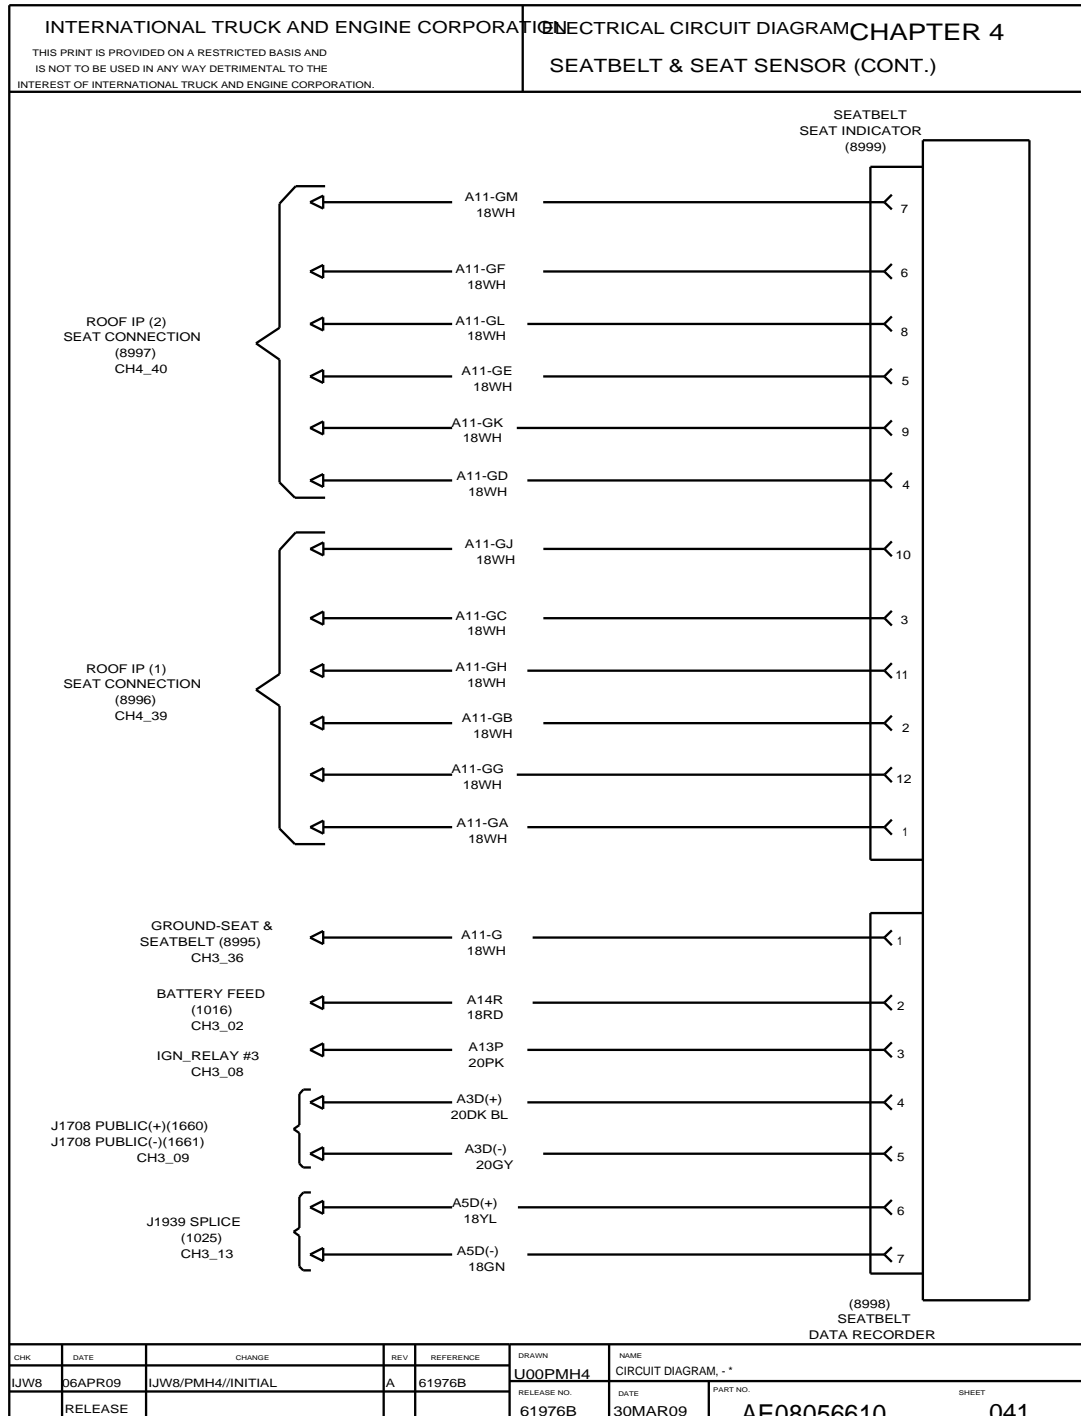 INTERNATIONAL TRUCK AND ENGINE CORPORATION
THIS PRINT IS PROVIDED ON A RESTRICTED BASIS AND
IS NOT TO BE USED IN ANY WAY DETRIMENTAL TO THE
INTEREST OF INTERNATIONAL TRUCK AND ENGINE CORPORATION.
ELECTRICAL CIRCUIT DIAGRAM
CHAPTER 4
SEATBELT & SEAT SENSOR (CONT.)
SEATBELT
SEAT INDICATOR
(8999)
ROOF IP (2)
SEAT CONNECTION
(8997)
CH4_40
A11-GM
18WH
7
A11-GF
18WH
6
A11-GL
18WH
8
A11-GE
18WH
5
A11-GK
18WH
9
A11-GD
18WH
4
ROOF IP (1)
SEAT CONNECTION
(8996)
CH4_39
A11-GJ
18WH
10
A11-GC
18WH
3
A11-GH
18WH
11
A11-GB
18WH
2
A11-GG
18WH
12
A11-GA
18WH
1
GROUND-SEAT &
SEATBELT (8995)
CH3_36
A11-G
18WH
1
BATTERY FEED
(1016)
CH3_02
A14R
18RD
2
IGN_RELAY #3
CH3_08
A13P
20PK
3
J1708 PUBLIC(+)(1660)
J1708 PUBLIC(-)(1661)
CH3_09
A3D(+)
20DK BL
4
A3D(-)
20GY
5
J1939 SPLICE
(1025)
CH3_13
A5D(+)
18YL
6
A5D(-)
18GN
7
(8998)
SEATBELT
DATA RECORDER
CHK DATE CHANGE REV REFERENCE
IJW8 06APR09 IJW8/PMH4//INITIAL A 61976B
RELEASE
DRAWN
U00PMH4
NAME
CIRCUIT DIAGRAM, - *
RELEASE NO.
61976B
DATE
30MAR09
PART NO.
AE08056610
SHEET
041